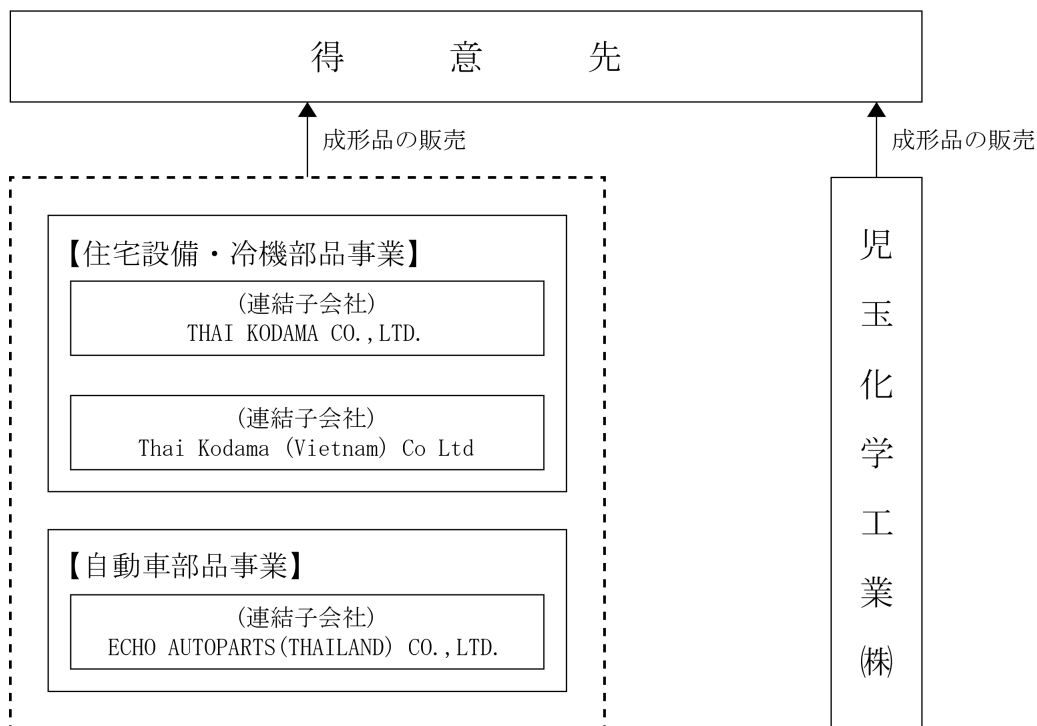 得意先
成形品の販売
成形品の販売
【住宅設備・冷機部品事業】
(連結子会社)
THAI KODAMA CO.,LTD.
(連結子会社)
Thai Kodama (Vietnam) Co Ltd
【自動車部品事業】
(連結子会社)
ECHO AUTOPARTS(THAILAND) CO.,LTD.
児玉化学工業㈱